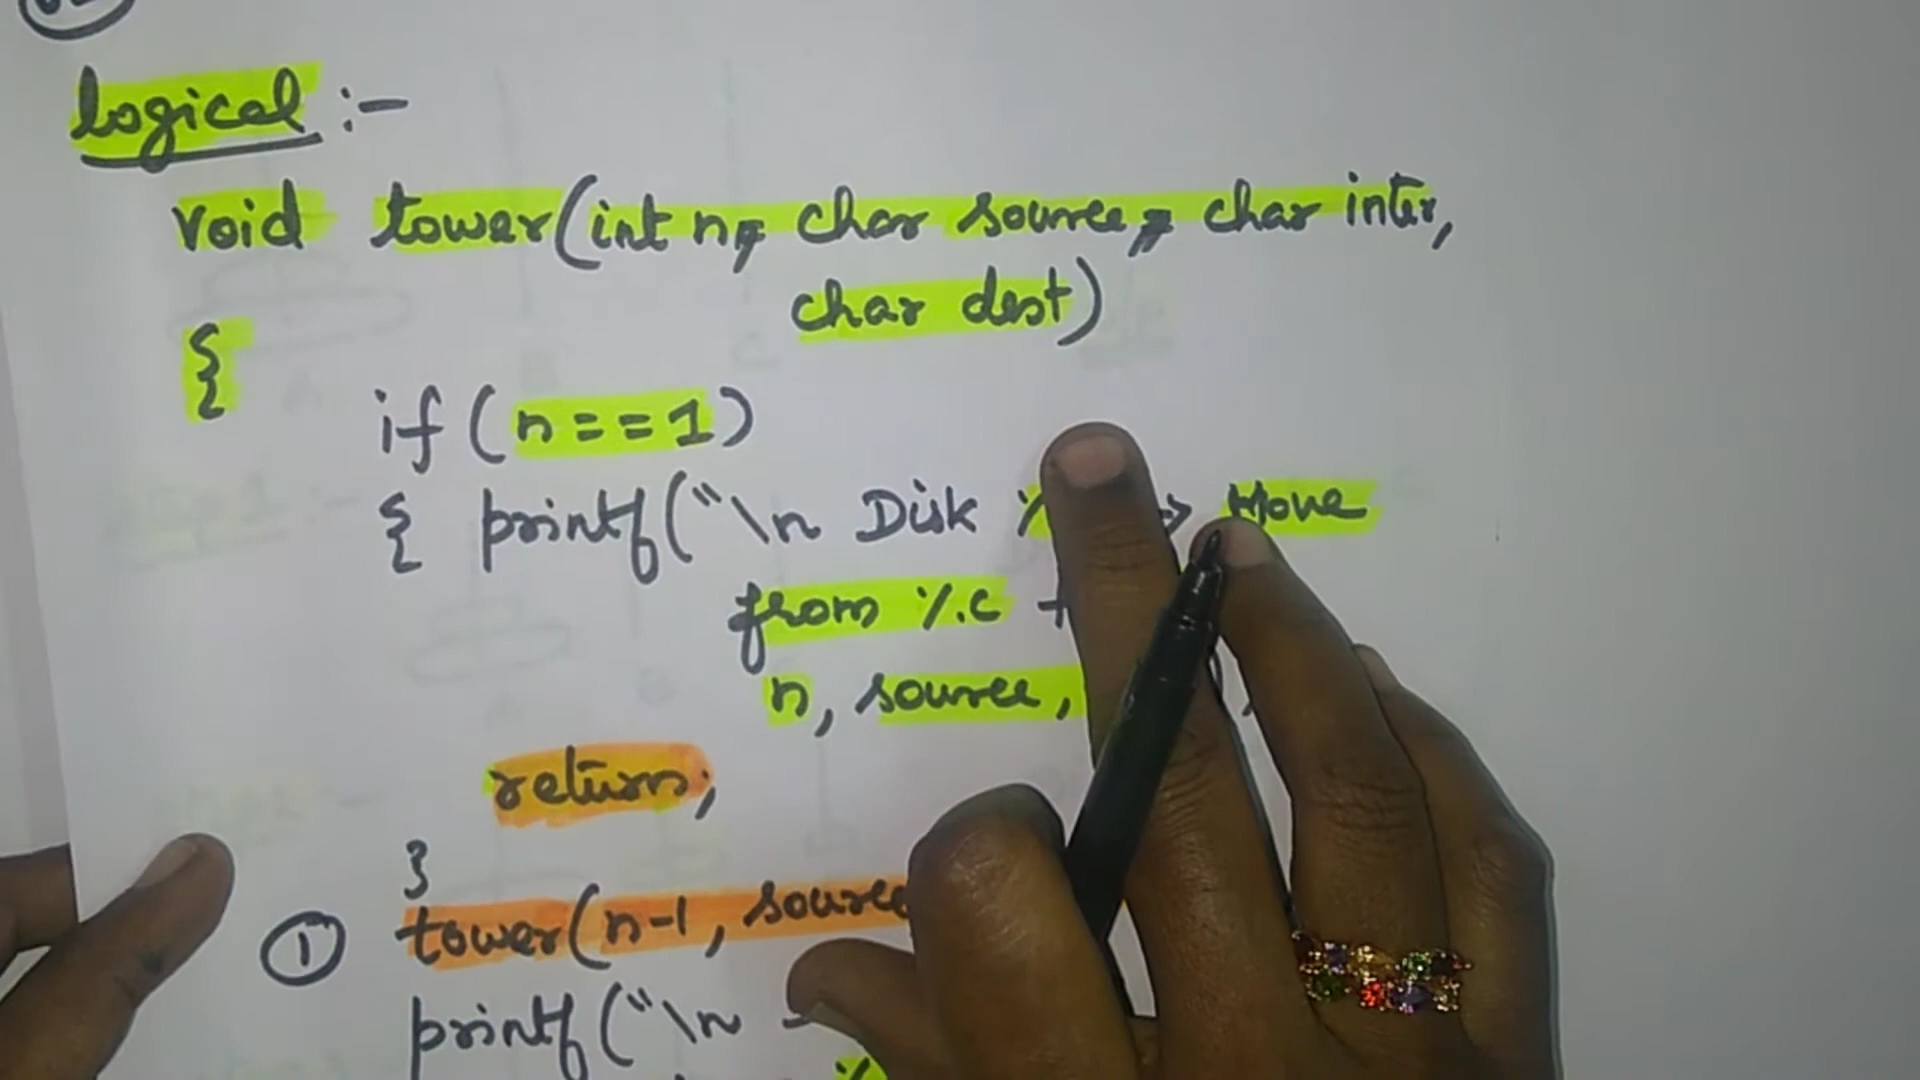 logical :-
void tower(int n, char source, char inter,
char dest)
{
if (n==1)
{ printf("\n Disk % → Move
from %c
n, source,
return;
}
① tower(n-1, source
printf("\n
%